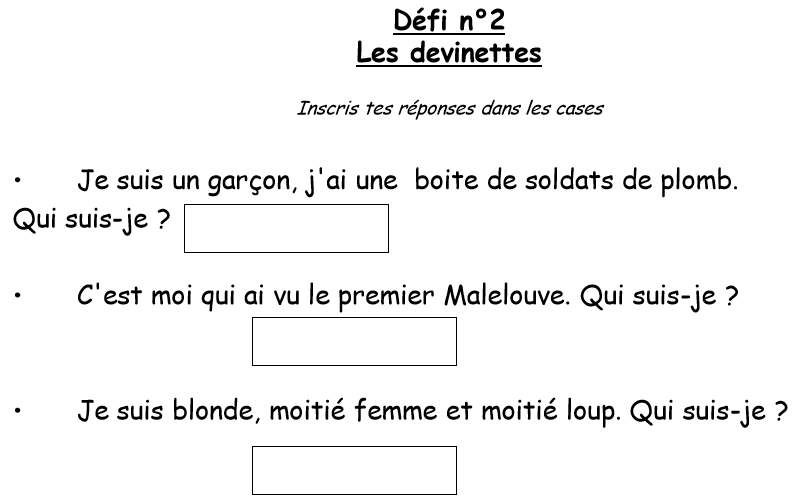 Défi n°2
Les devinettes
Inscris tes réponses dans les cases
• Je suis un garçon, j'ai une boite de soldats de plomb.
Qui suis-je ?
• C'est moi qui ai vu le premier Malelouve. Qui suis-je ?
• Je suis blonde, moitié femme et moitié loup. Qui suis-je ?